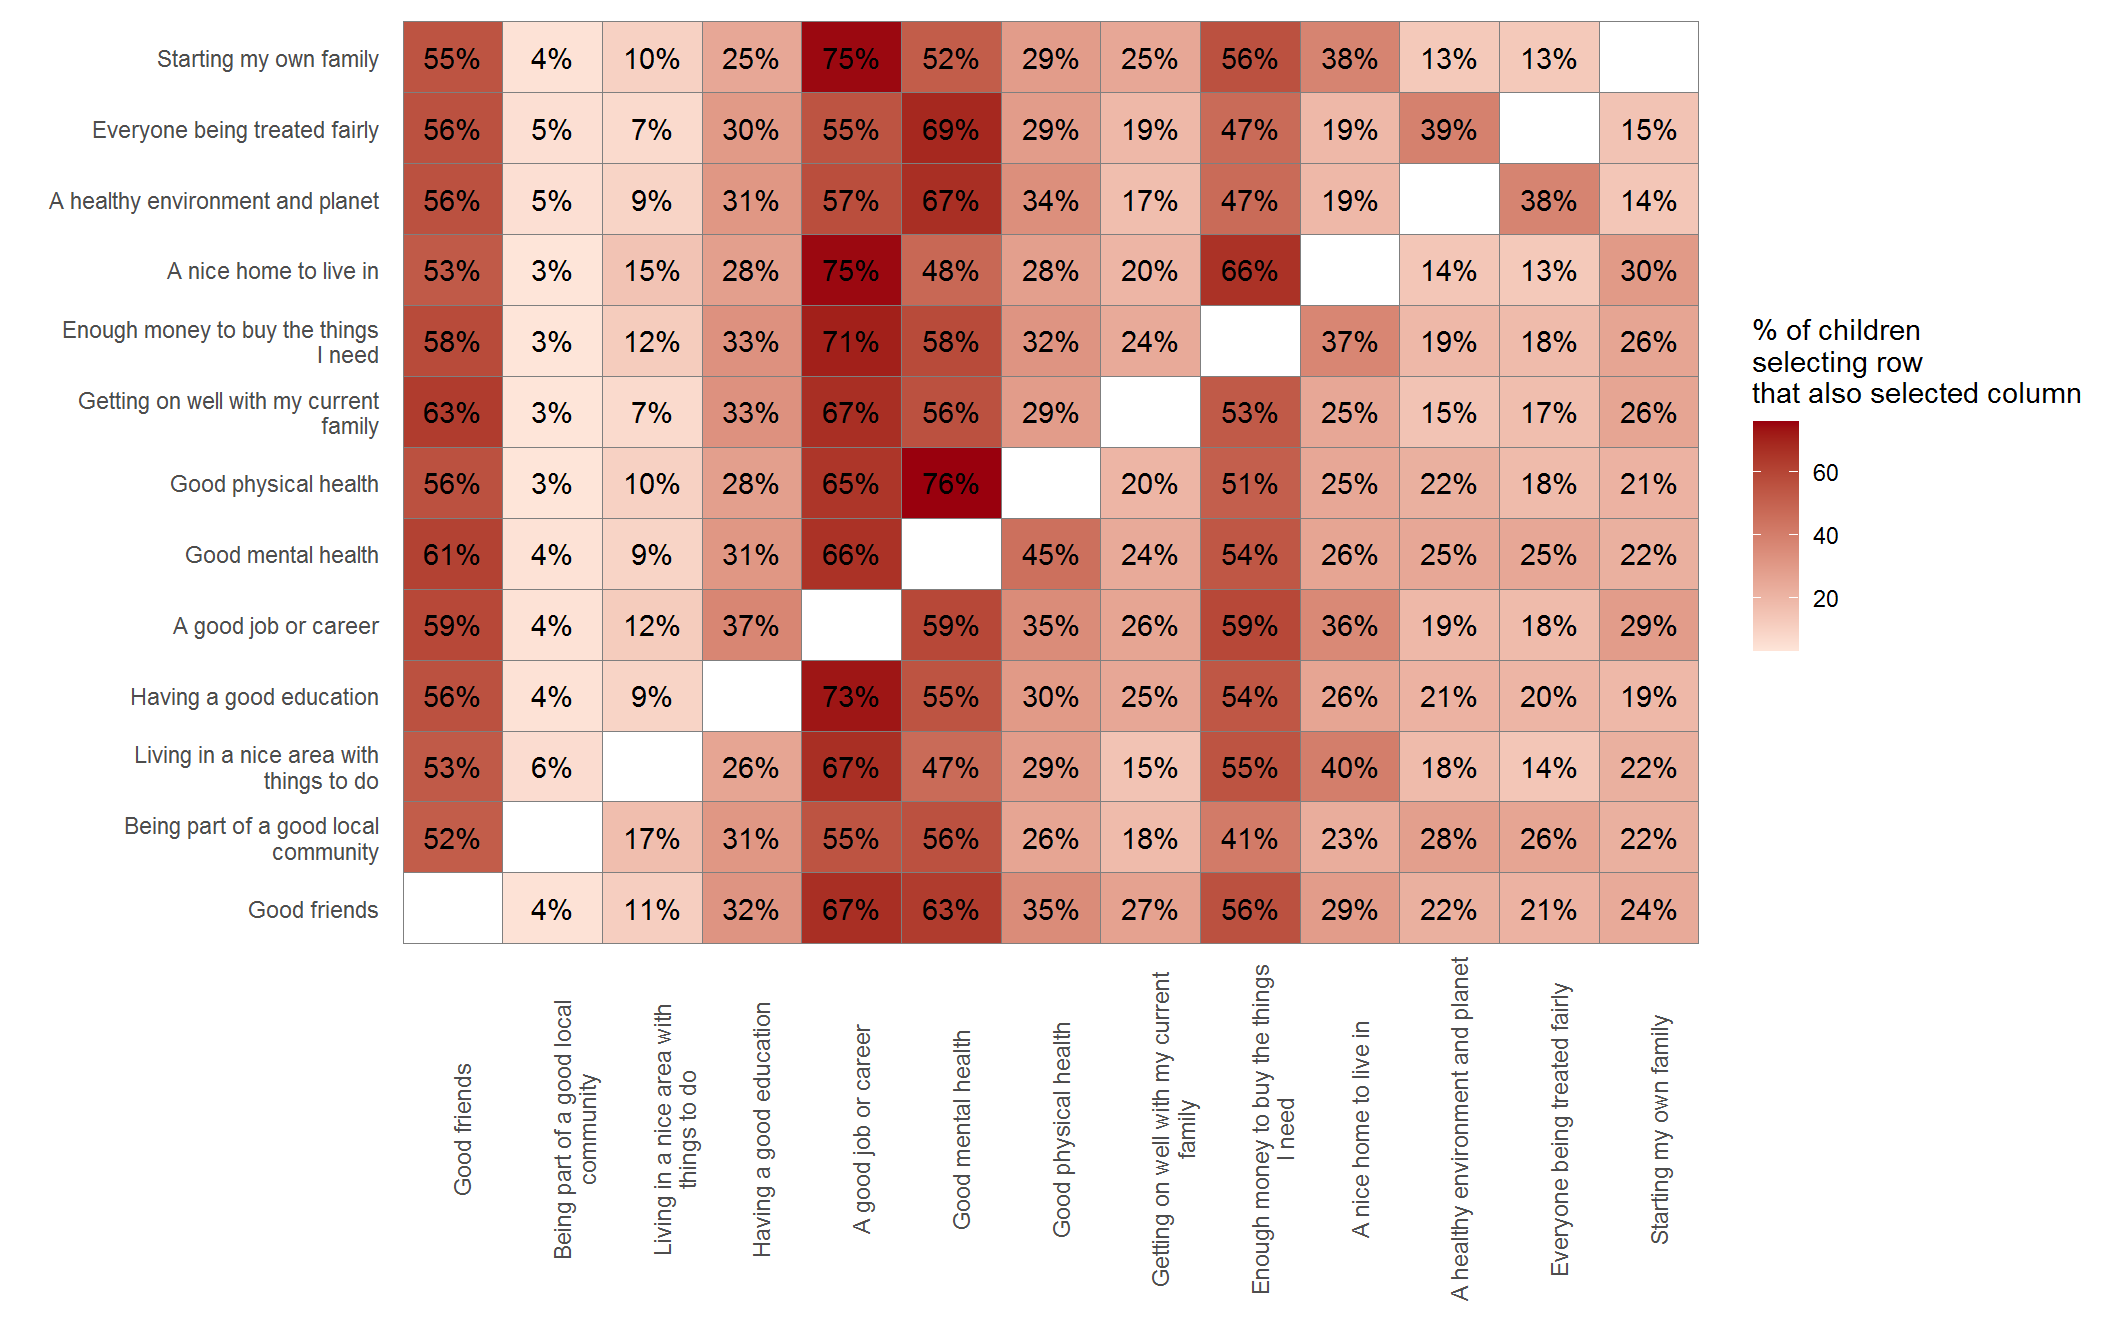 Starting my own family 55% 4% 10% 25% 75% 52% 29% 25% 56% 38% 13% 13%
Everyone being treated fairly 56% 5% 7% 30% 55% 69% 29% 19% 47% 19% 39% 15%
A healthy environment and planet 56% 5% 9% 31% 57% 67% 34% 17% 47% 19% 38% 14%
A nice home to live in 53% 3% 15% 28% 75% 48% 28% 20% 66% 14% 13% 30%
Enough money to buy the things
I need 58% 3% 12% 33% 71% 58% 32% 24% 37% 19% 18% 26%
Getting on well with my current
family 63% 3% 7% 33% 67% 56% 29% 53% 25% 15% 17% 26%
Good physical health 56% 3% 10% 28% 65% 76% 20% 51% 25% 22% 18% 21%
Good mental health 61% 4% 9% 31% 66% 45% 24% 54% 26% 25% 25% 22%
A good job or career 59% 4% 12% 37% 59% 35% 26% 59% 36% 19% 18% 29%
Having a good education 56% 4% 9% 73% 55% 30% 25% 54% 26% 21% 20% 19%
Living in a nice area with
things to do 53% 6% 26% 67% 47% 29% 15% 55% 40% 18% 14% 22%
Being part of a good local
community 52% 17% 31% 55% 56% 26% 18% 41% 23% 28% 26% 22%
Good friends 4% 11% 32% 67% 63% 35% 27% 56% 29% 22% 21% 24%
Good friends
Being part of a good local
community
Living in a nice area with
things to do
Having a good education
A good job or career
Good mental health
Good physical health
Getting on well with my current
family
Enough money to buy the things
I need
A nice home to live in
A healthy environment and planet
Everyone being treated fairly
Starting my own family
% of children
selecting row
that also selected column
60
40
20